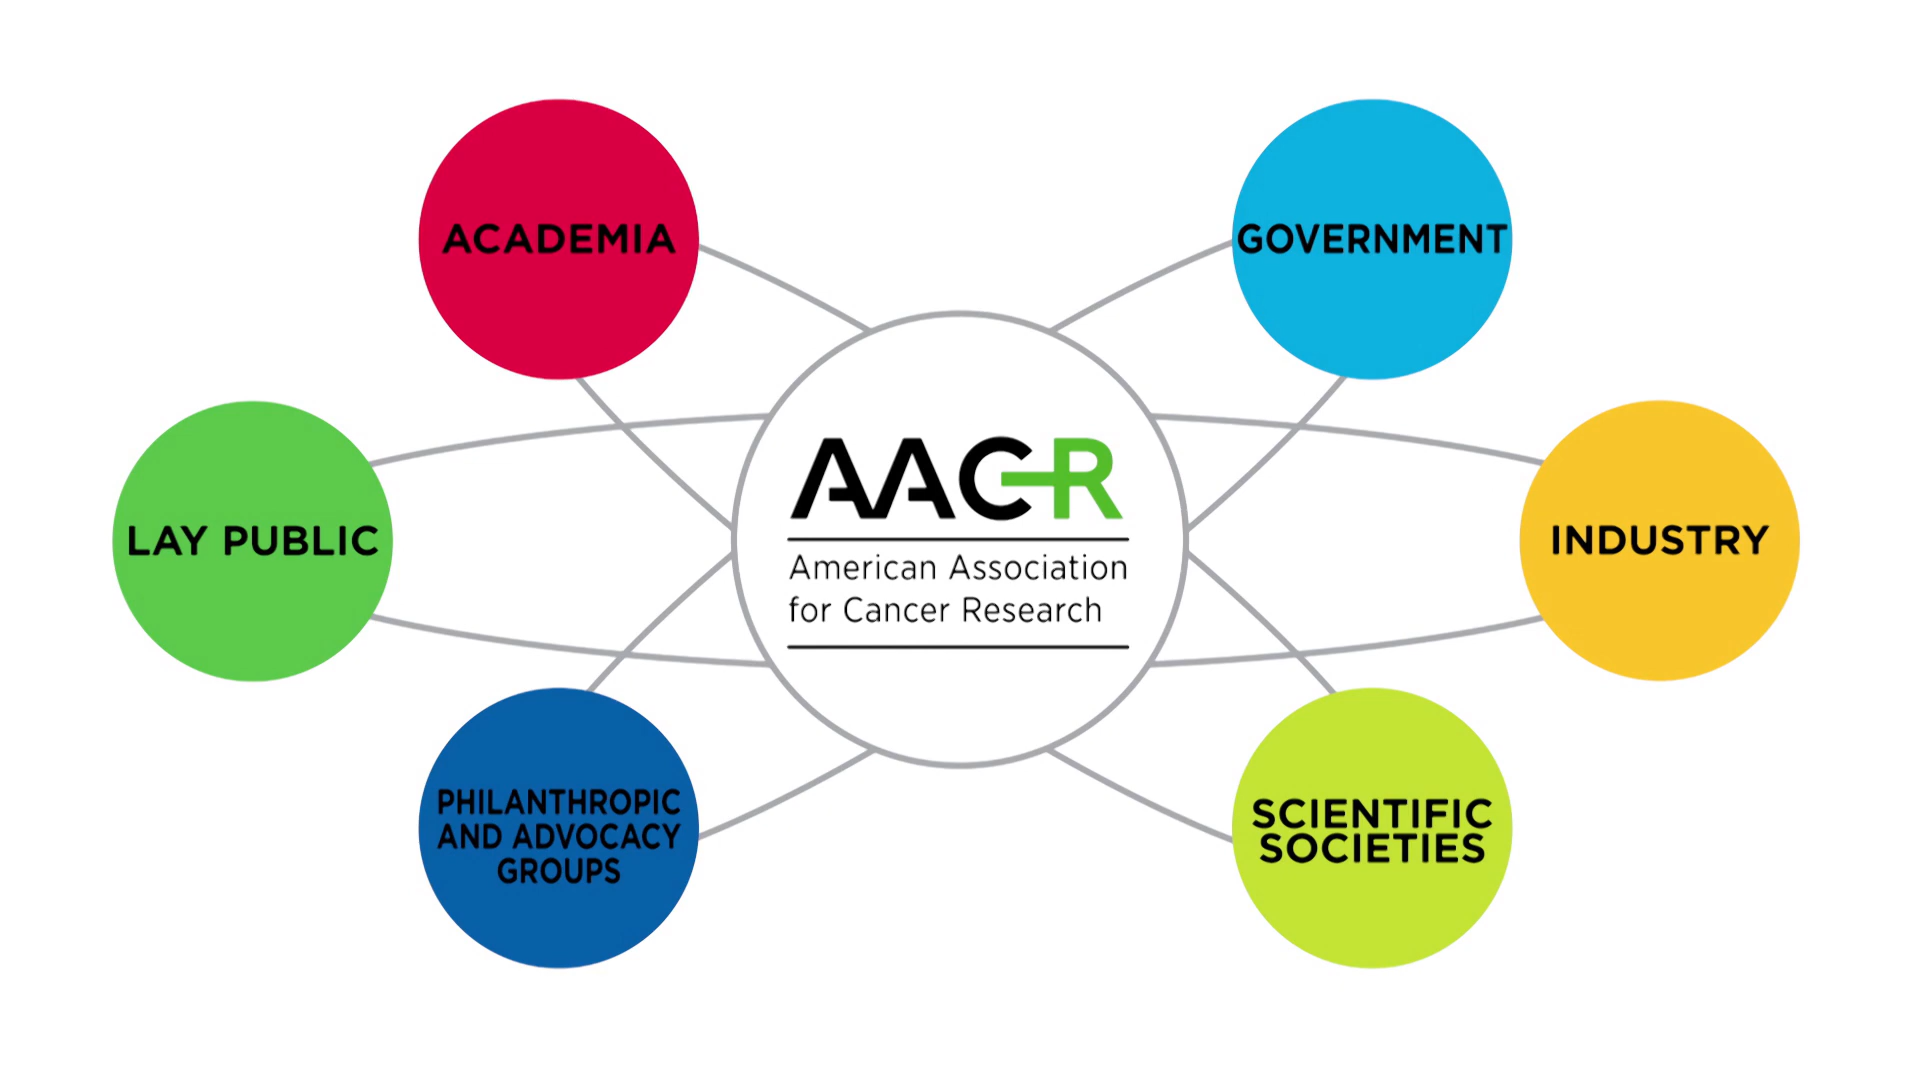 ACADEMIA
GOVERNMENT
LAY PUBLIC
AACR
American Association
for Cancer Research
INDUSTRY
PHILANTHROPIC
AND ADVOCACY
GROUPS
SCIENTIFIC
SOCIETIES